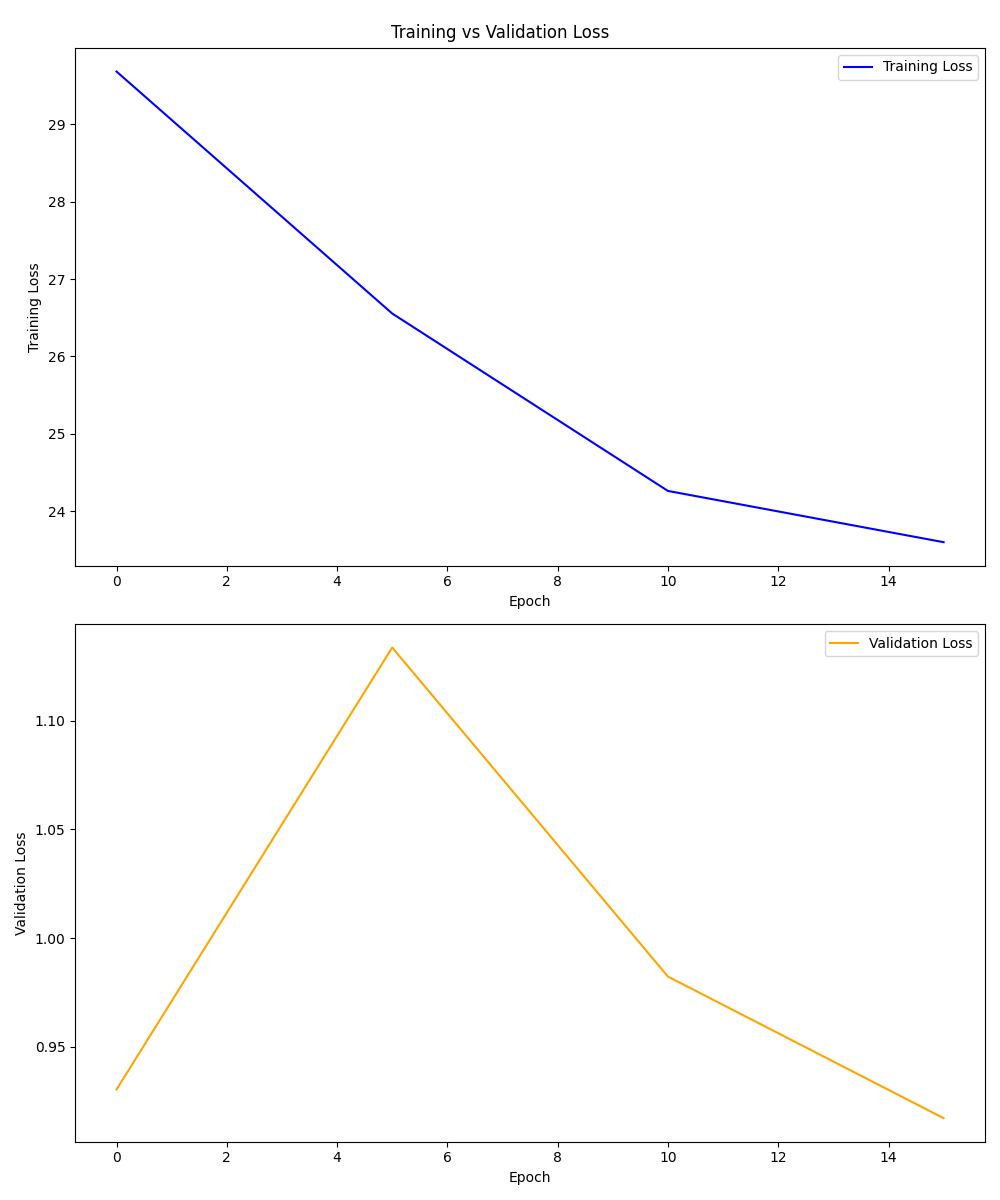 Training vs Validation Loss
Training Loss
29
28
27
26
25
24
Training Loss
0 2 4 6 8 10 12 14
Epoch
Validation Loss
1.10
1.05
1.00
0.95
Validation Loss
0 2 4 6 8 10 12 14
Epoch